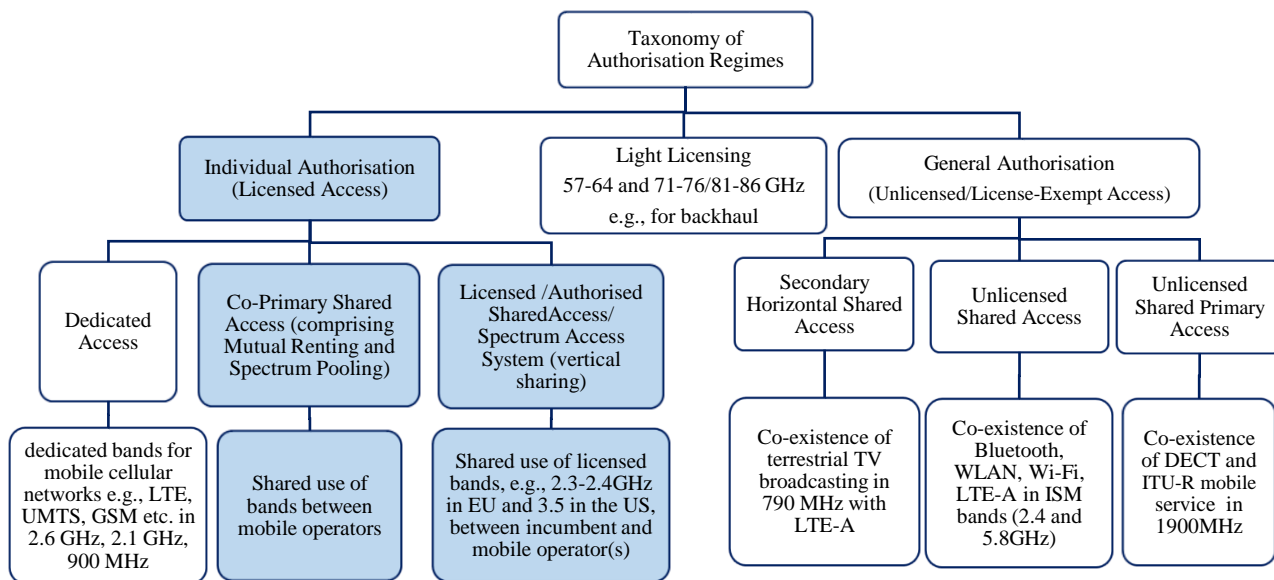 Taxonomy of
Authorisation Regimes
Individual Authorisation
(Licensed Access)
Light Licensing
57-64 and 71-76/81-86 GHz
e.g., for backhaul
General Authorisation
(Unlicensed/License-Exempt Access)
Dedicated
Access
Co-Primary Shared
Access (comprising
Mutual Renting and
Spectrum Pooling)
Licensed /Authorised
SharedAccess/
Spectrum Access
System (vertical
sharing)
Secondary
Horizontal Shared
Access
Unlicensed
Shared Access
Unlicensed
Shared Primary
Access
dedicated bands for
mobile cellular
networks e.g., LTE,
UMTS, GSM etc. in
2.6 GHz, 2.1 GHz,
900 MHz
Shared use of
bands between
mobile operators
Shared use of licensed
bands, e.g., 2.3-2.4GHz
in EU and 3.5 in the US,
between incumbent and
mobile operator(s)
Co-existence of
terrestrial TV
broadcasting in
790 MHz with
LTE-A
Co-existence of
Bluetooth,
WLAN, Wi-Fi,
LTE-A in ISM
bands (2.4 and
5.8GHz)
Co-existence
of DECT and
ITU-R mobile
service in
1900MHz